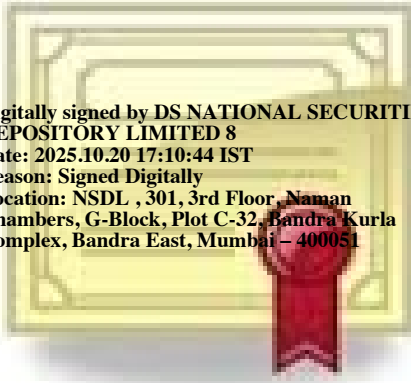 gitally signed by DS NATIONAL SECURITI
EPOSITORY LIMITED 8
ate: 2025.10.20 17:10:44 IST
eason: Signed Digitally
ocation: NSDL , 301, 3rd Floor, Naman
hambers, G-Block, Plot C-32, Bandra Kurla
omplex, Bandra East, Mumbai – 400051